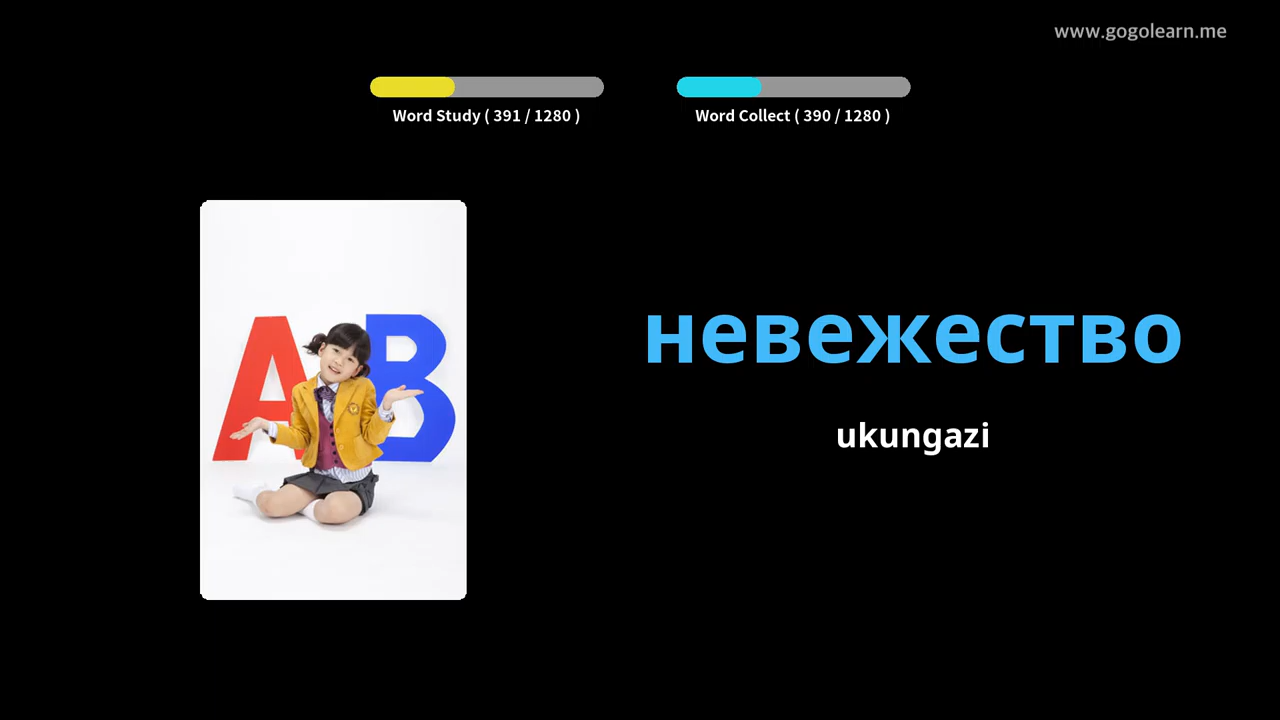 www.gogolearn.me
Word Study ( 391 / 1280 )
Word Collect ( 390 / 1280 )
A B
невежество
ukungazi